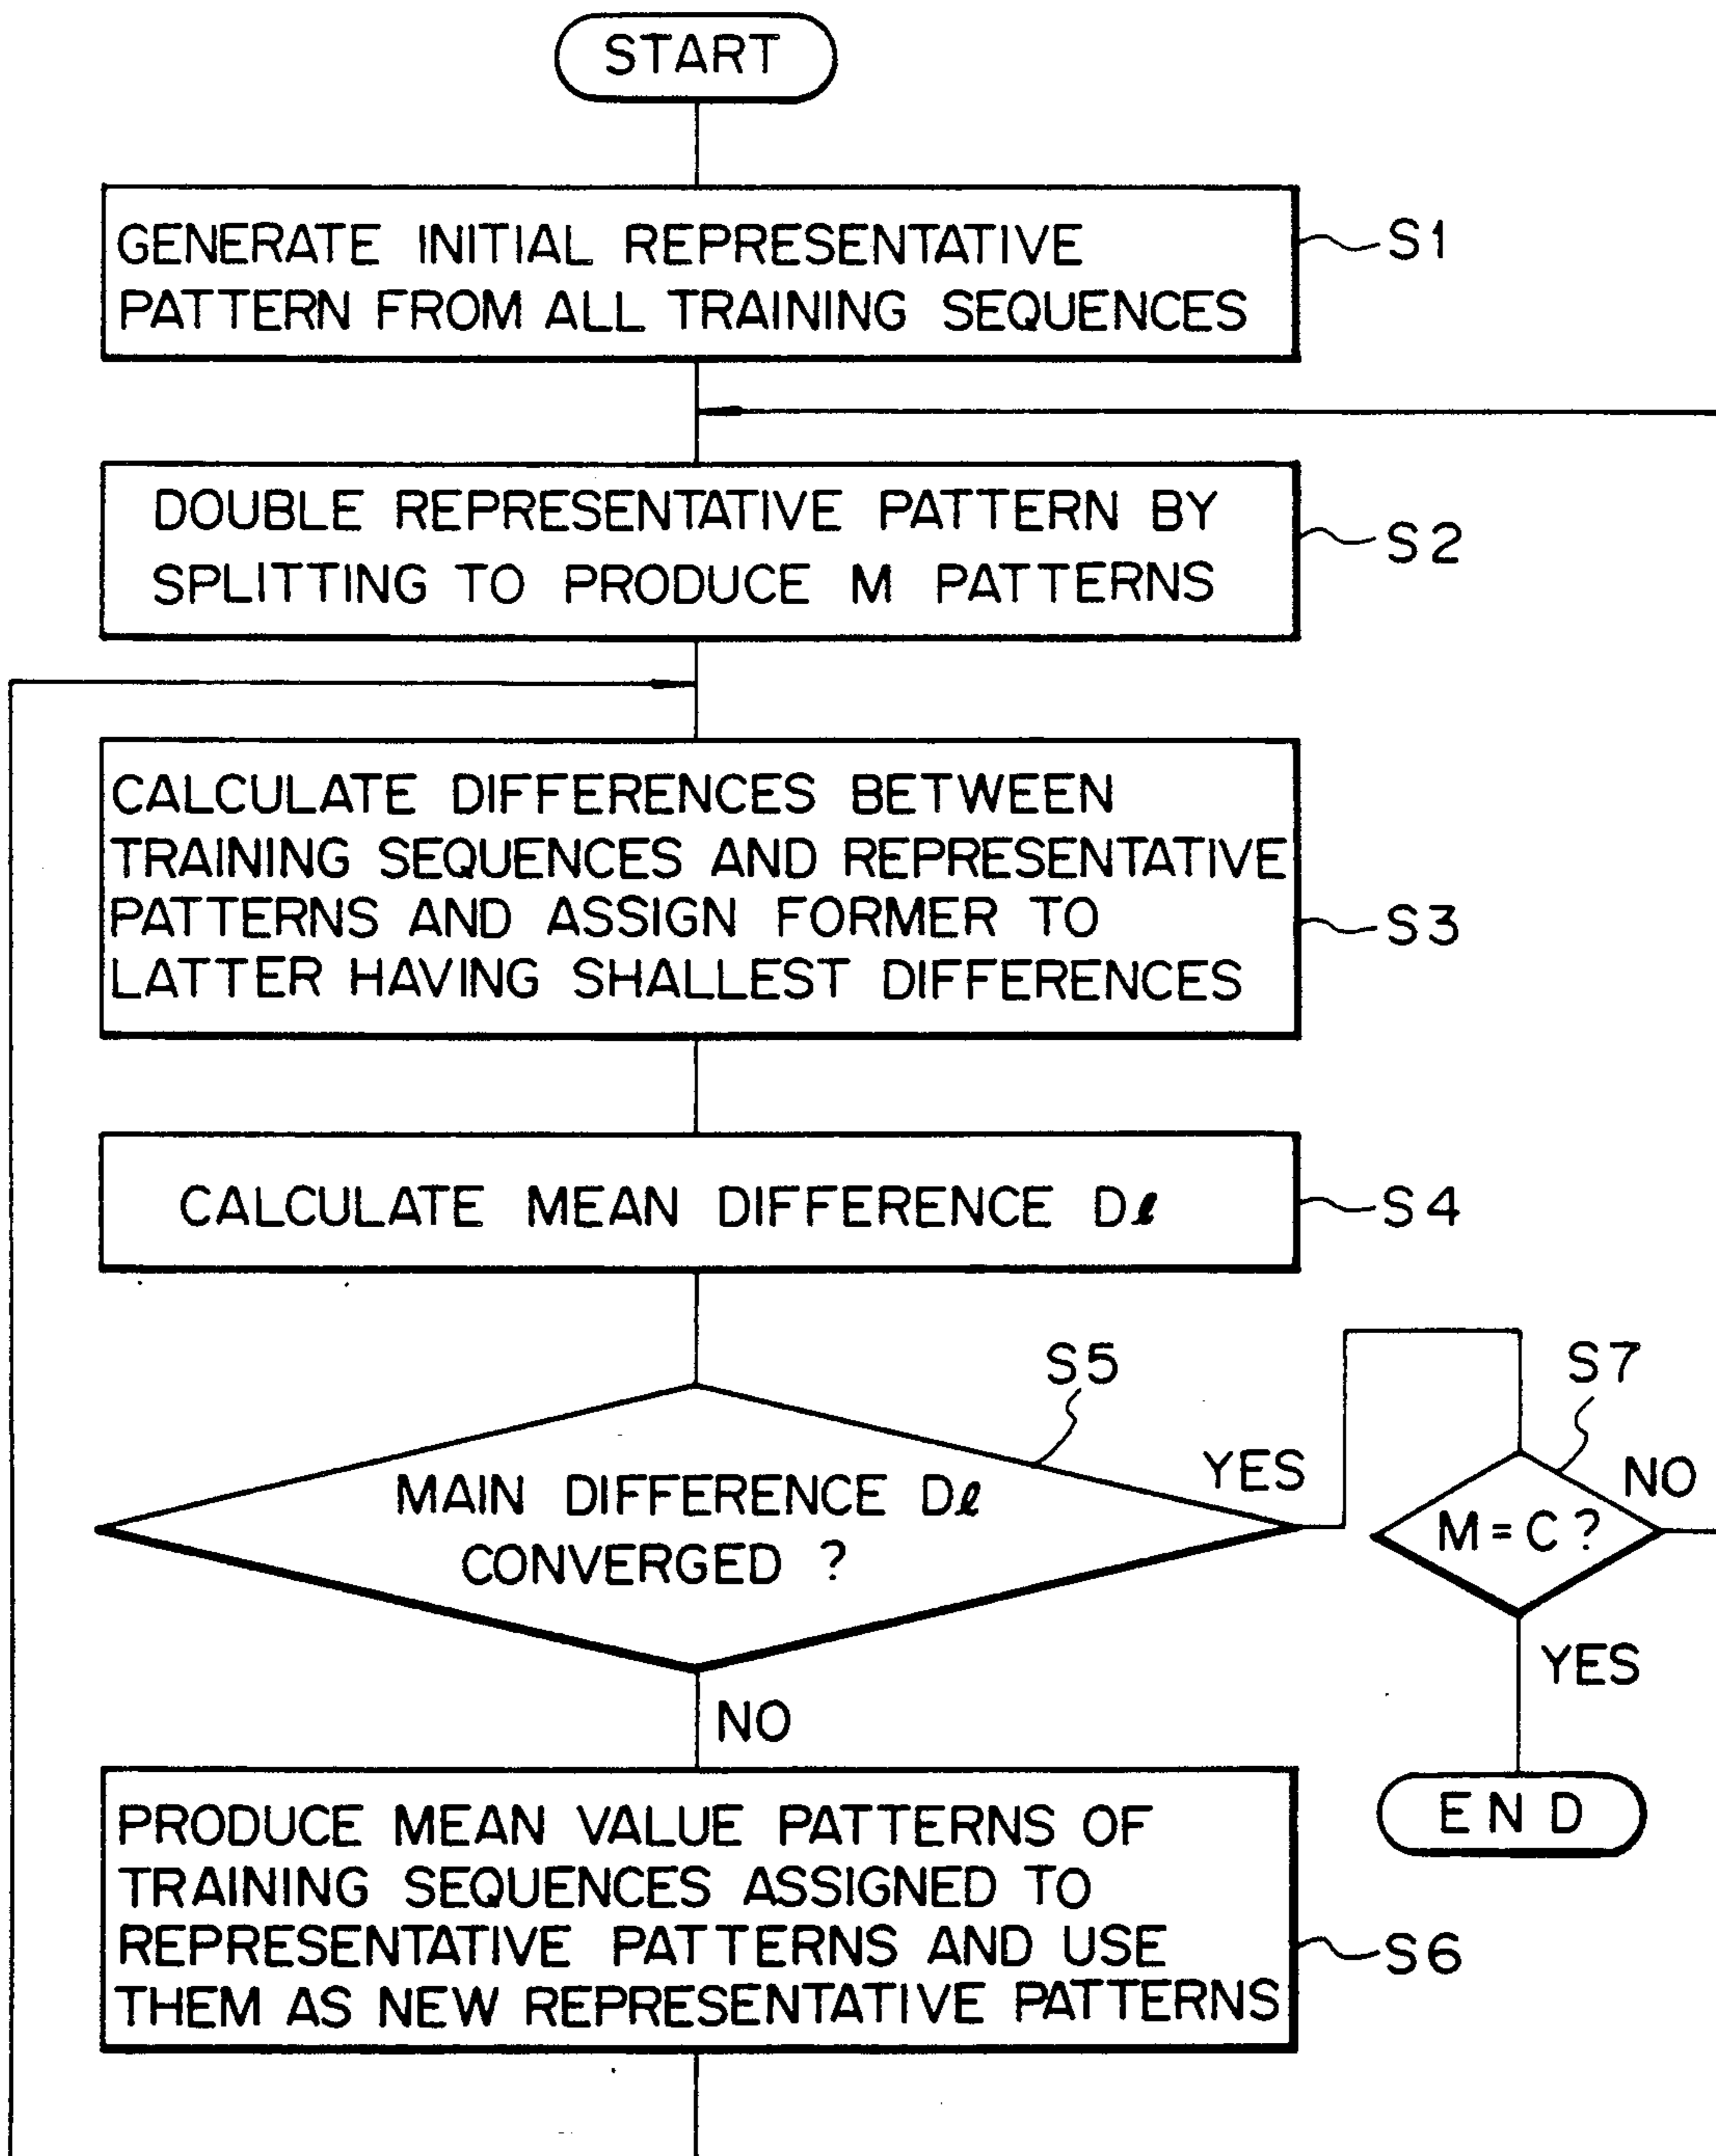 START
GENERATE INITIAL REPRESENTATIVE
PATTERN FROM ALL TRAINING SEQUENCES
S1
DOUBLE REPRESENTATIVE PATTERN BY
SPLITTING TO PRODUCE M PATTERNS
S2
CALCULATE DIFFERENCES BETWEEN
TRAINING SEQUENCES AND REPRESENTATIVE
PATTERNS AND ASSIGN FORMER TO
LATTER HAVING SHALLEST DIFFERENCES
S3
CALCULATE MEAN DIFFERENCE Dℓ
S4
S5
MAIN DIFFERENCE Dℓ
CONVERGED ?
YES
NO
S7
M = C ?
NO
YES
END
PRODUCE MEAN VALUE PATTERNS OF
TRAINING SEQUENCES ASSIGNED TO
REPRESENTATIVE PATTERNS AND USE
THEM AS NEW REPRESENTATIVE PATTERNS
S6